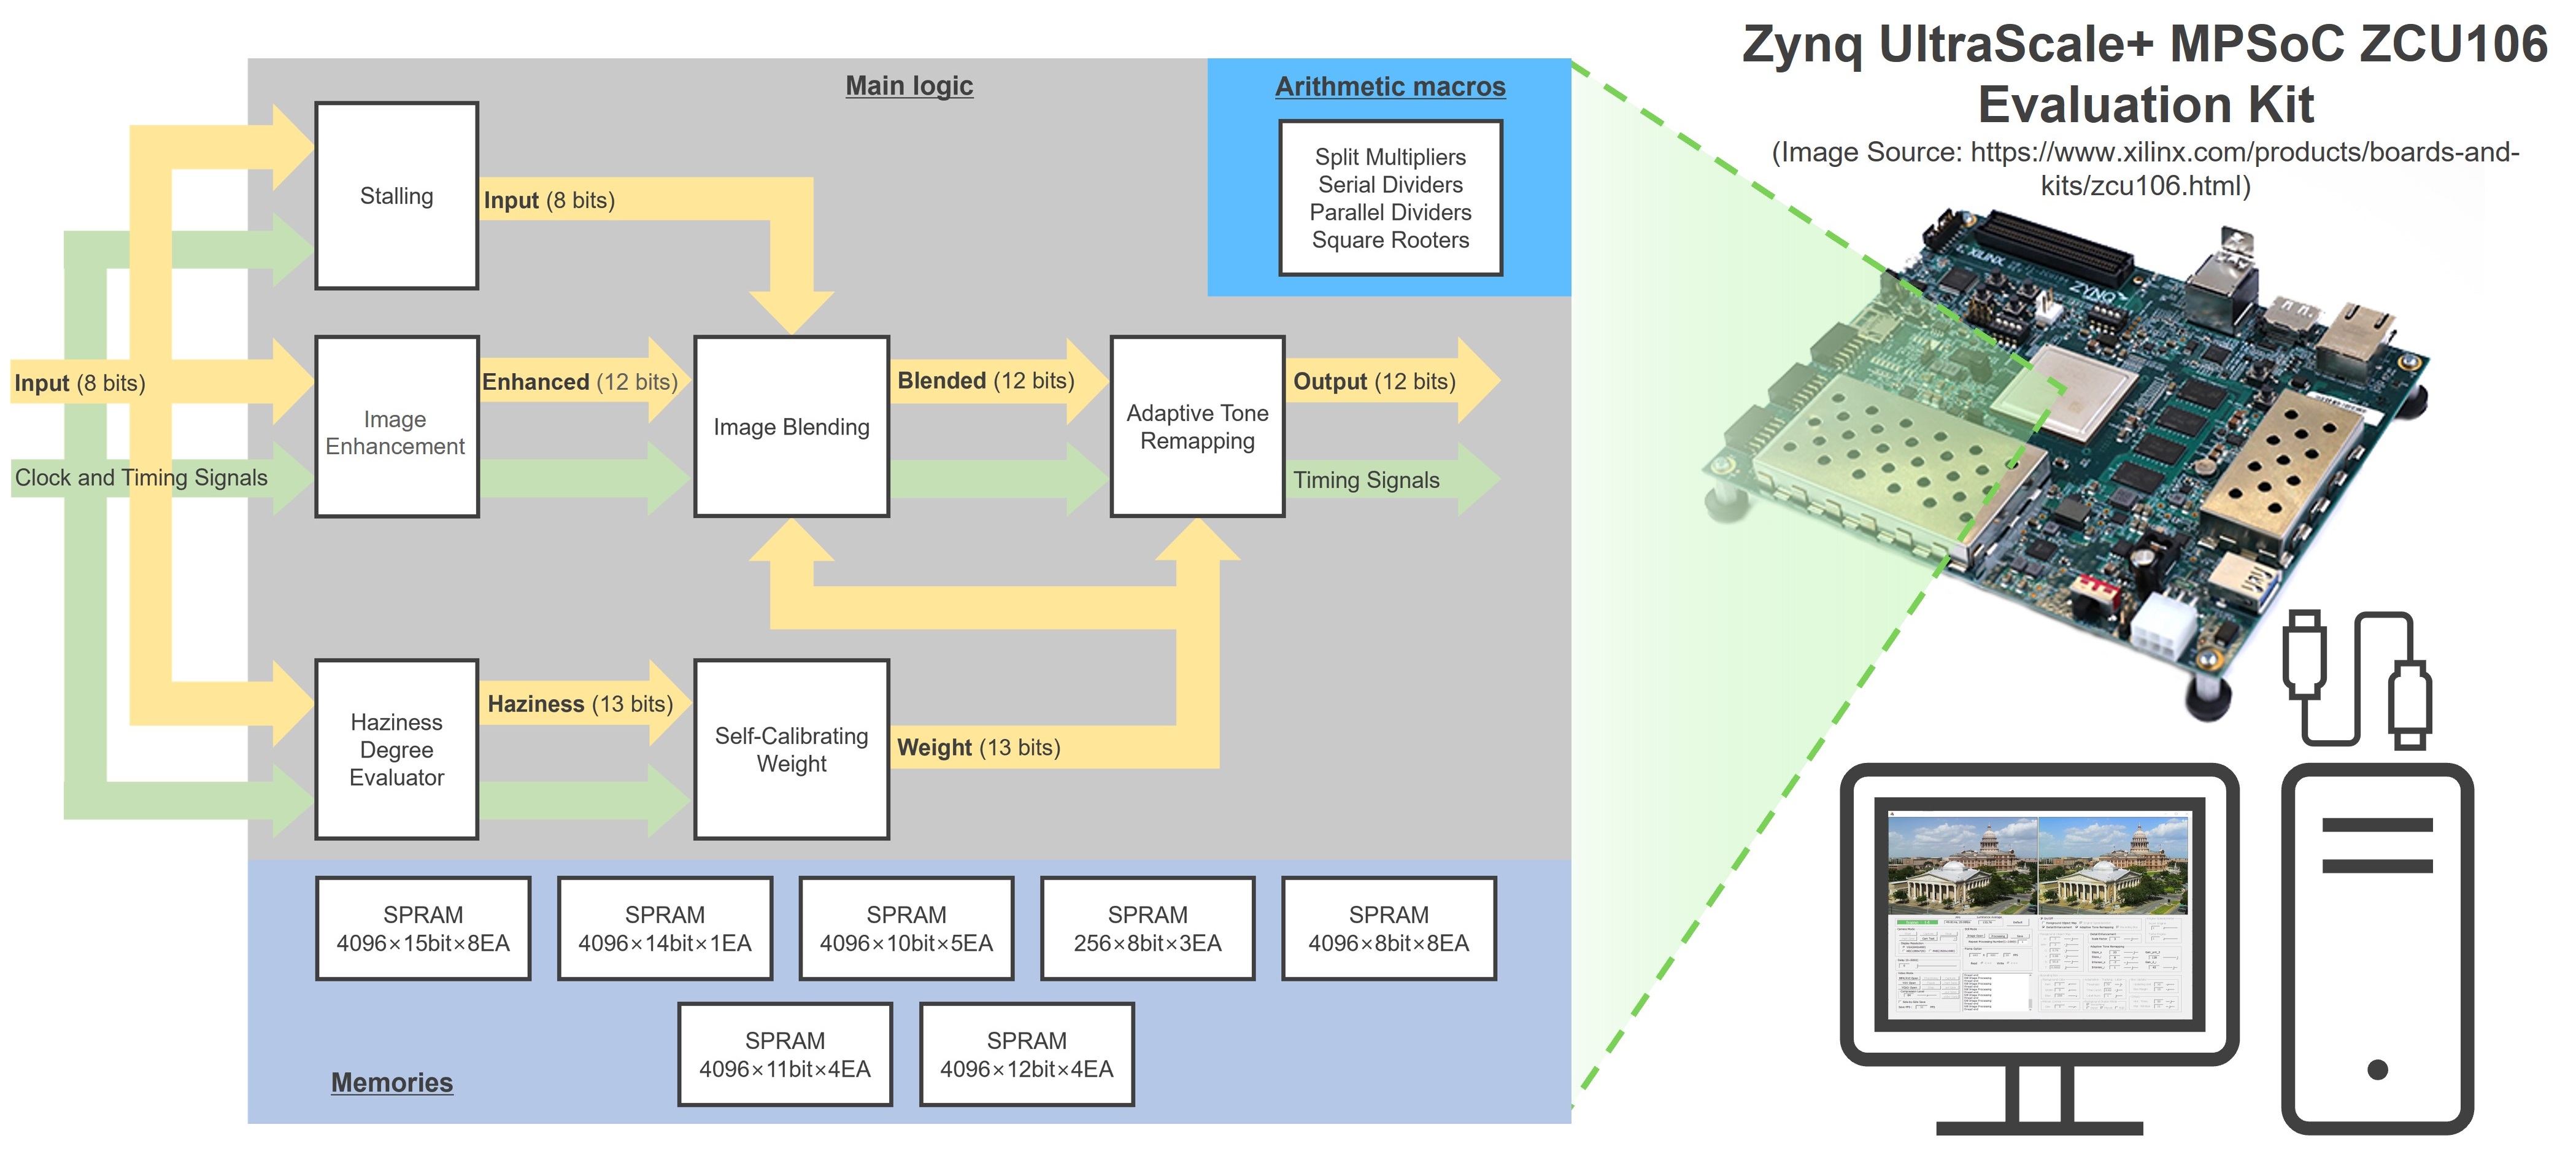 Zynq UltraScale+ MPSoC ZCU106
Evaluation Kit
(Image Source: https://www.xilinx.com/products/boards-and-
kits/zcu106.html)
Main logic
Arithmetic macros
Split Multipliers
Serial Dividers
Parallel Dividers
Square Rooters
Stalling
Input (8 bits)
Input (8 bits)
Clock and Timing Signals
Image
Enhancement
Enhanced (12 bits)
Image Blending
Blended (12 bits)
Adaptive Tone
Remapping
Output (12 bits)
Timing Signals
Haziness
Degree
Evaluator
Haziness (13 bits)
Self-Calibrating
Weight
Weight (13 bits)
SPRAM
4096×15bit×8EA
SPRAM
4096×14bit×1EA
SPRAM
4096×10bit×5EA
SPRAM
256×8bit×3EA
SPRAM
4096×8bit×8EA
SPRAM
4096×11bit×4EA
SPRAM
4096×12bit×4EA
Memories
XILINX
ZYNQ